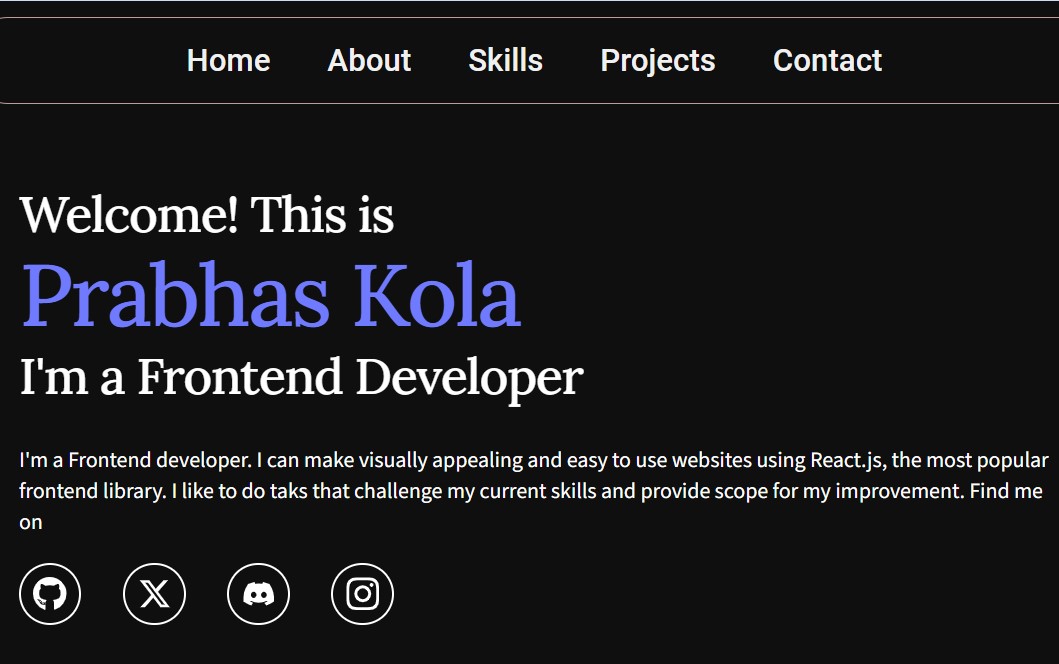 Home About Skills Projects Contact
Welcome! This is
Prabhas Kola
I'm a Frontend Developer
I'm a Frontend developer. I can make visually appealing and easy to use websites using React.js, the most popular
frontend library. I like to do taks that challenge my current skills and provide scope for my improvement. Find me
on